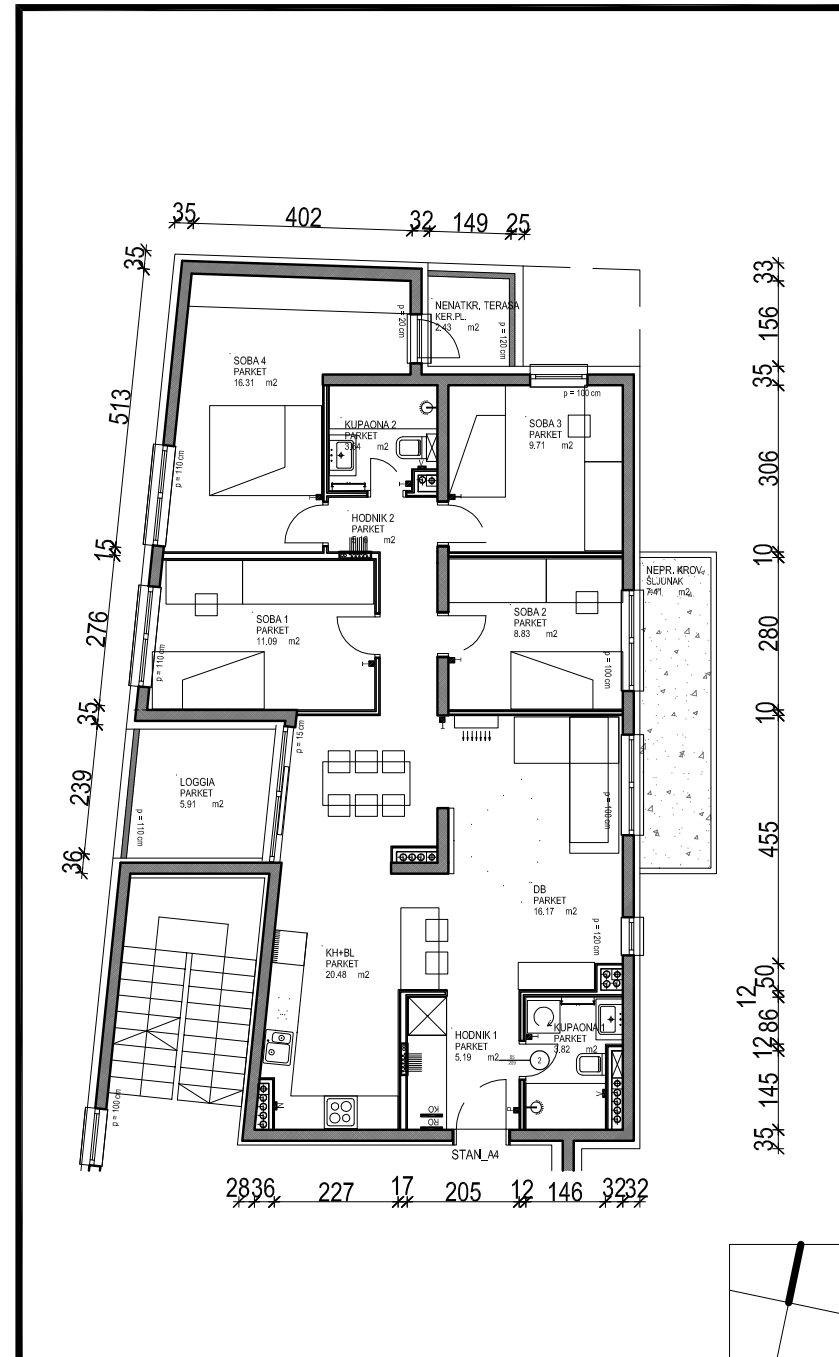 35 402 32 149 25
35
513
15
276
35
239
36
33
156
35
306
10
280
10
455
50
12
86
12
145
35
NENATKR. TERASA
KER.PL.
2.43 m2
p = 20 cm
p = 120 cm
SOBA 4
PARKET
16.31 m2
p = 110 cm
KUPAONA 2
PARKET
m2
SOBA 3
PARKET
9.71 m2
p = 100 cm
HODNIK 2
PARKET
m2
SOBA 1
PARKET
11.09 m2
p = 110 cm
SOBA 2
PARKET
8.83 m2
p = 100 cm
NEPR. KROV
ŠLJUNAK
7.41 m2
p = 15 cm
LOGGIA
PARKET
5.91 m2
p = 110 cm
p = 100 cm
DB
PARKET
16.17 m2
p = 120 cm
KH+BL
PARKET
20.48 m2
HODNIK 1
PARKET
5.19 m2
2
KUPAONA 1
PARKET
3.82 m2
p = 100 cm
N
KO
RO
P
V
STAN_A4
28 36 227 17 205 12 146 32 32